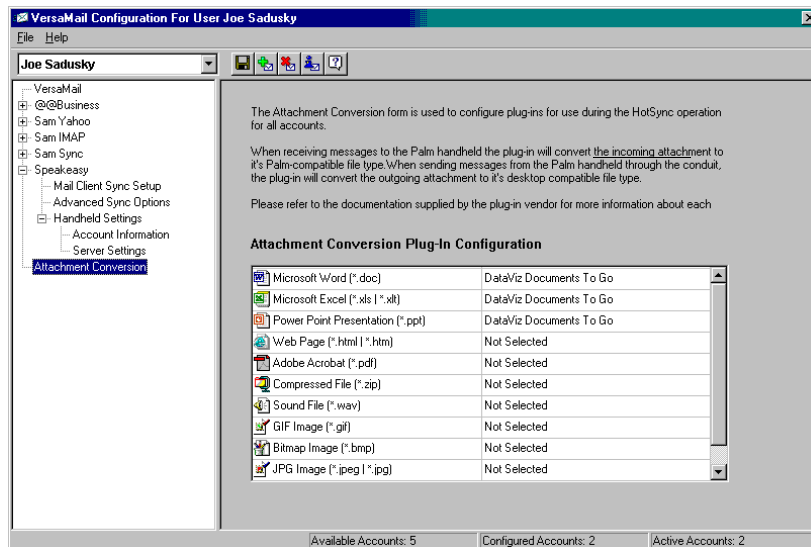 VersaMail Configuration For User Joe Sadusky
File Help
Joe Sadusky
VersaMail
@@Business
Sam Yahoo
Sam IMAP
Sam Sync
Speakeasy
Mail Client Sync Setup
Advanced Sync Options
Handheld Settings
Account Information
Server Settings
Attachment Conversion
The Attachment Conversion form is used to configure plug-ins for use during the HotSync operation
for all accounts.
When receiving messages to the Palm handheld the plug-in will convert the incoming attachment to
it's Palm-compatible file type.When sending messages from the Palm handheld through the conduit,
the plug-in will convert the outgoing attachment to it's desktop compatible file type.
Please refer to the documentation supplied by the plug-in vendor for more information about each
Attachment Conversion Plug-In Configuration
Microsoft Word (*.doc) DataViz Documents To Go
Microsoft Excel (*.xls | *.xlt) DataViz Documents To Go
Power Point Presentation (*.ppt) DataViz Documents To Go
Web Page (*.html | *.htm) Not Selected
Adobe Acrobat (*.pdf) Not Selected
Compressed File (*.zip) Not Selected
Sound File (*.wav) Not Selected
GIF Image (*.gif) Not Selected
Bitmap Image (*.bmp) Not Selected
JPG Image (*.jpeg | *.jpg) Not Selected
Available Accounts: 5 Configured Accounts: 2 Active Accounts: 2